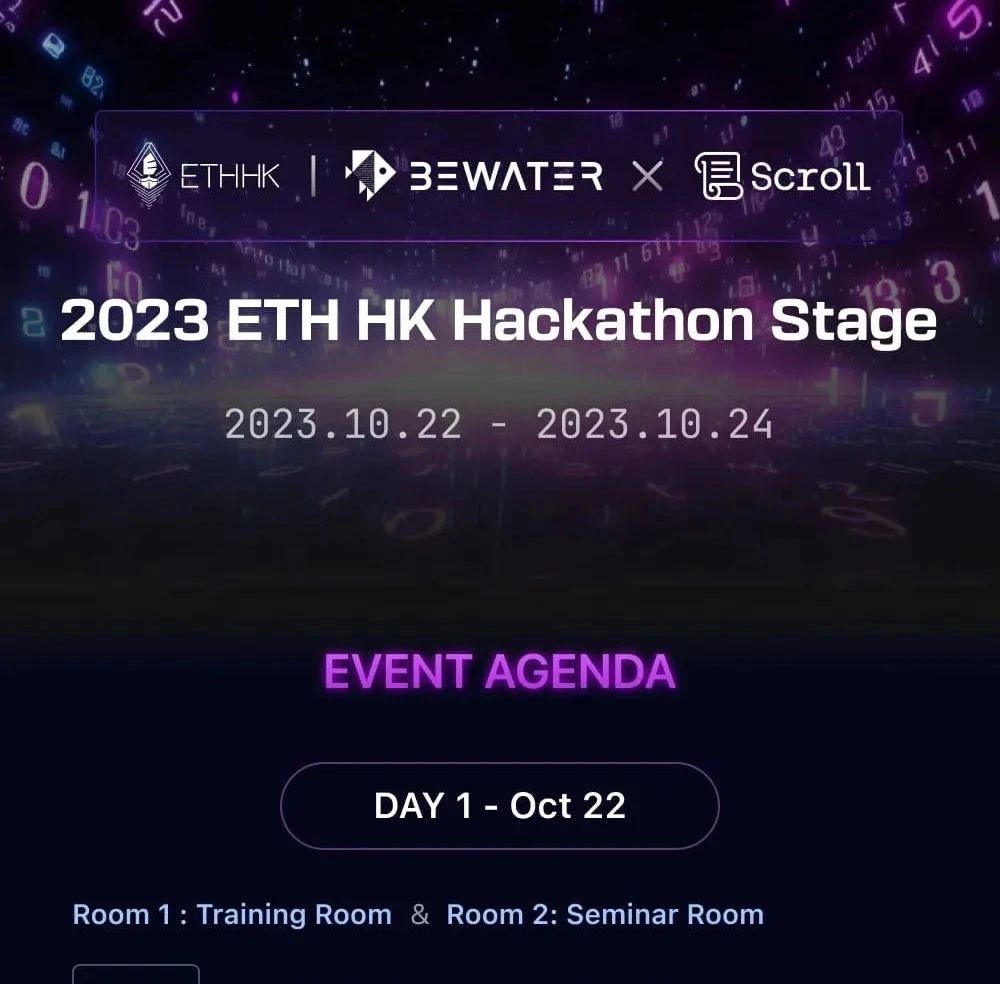 ETHHK | BEWATER × Scroll
2023 ETH HK Hackathon Stage
2023.10.22 - 2023.10.24
EVENT AGENDA
DAY 1 - Oct 22
Room 1 : Training Room & Room 2: Seminar Room